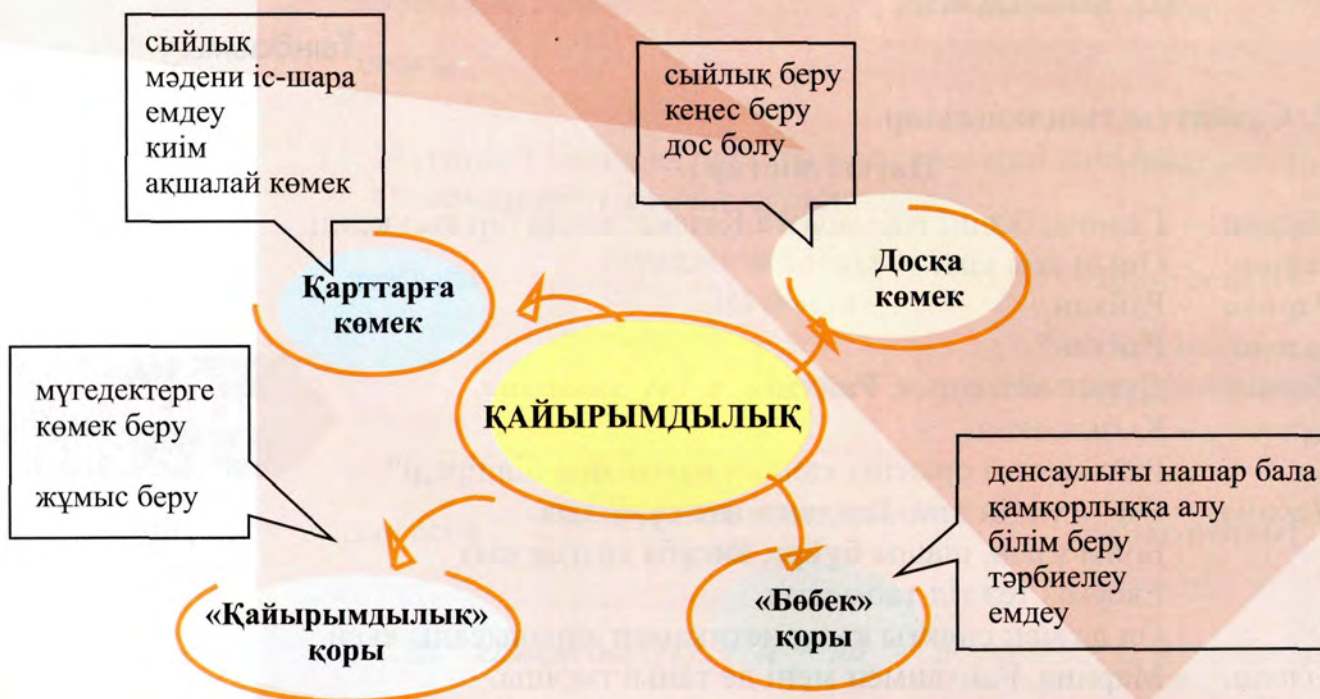 сыйлық
мәдени іс-шара
емдеу
киім
ақшалай көмек
сыйлық беру
кеңес беру
дос болу
Қарттарға
көмек
Досқа
көмек
мүгедектерге
көмек беру
жұмыс беру
ҚАЙЫРЫМДЫЛЫҚ
денсаулығы нашар бала
қамқорлыққа алу
білім беру
тәрбиелеу
емдеу
«Қайырымдылық»
қоры
«Бөбек»
қоры